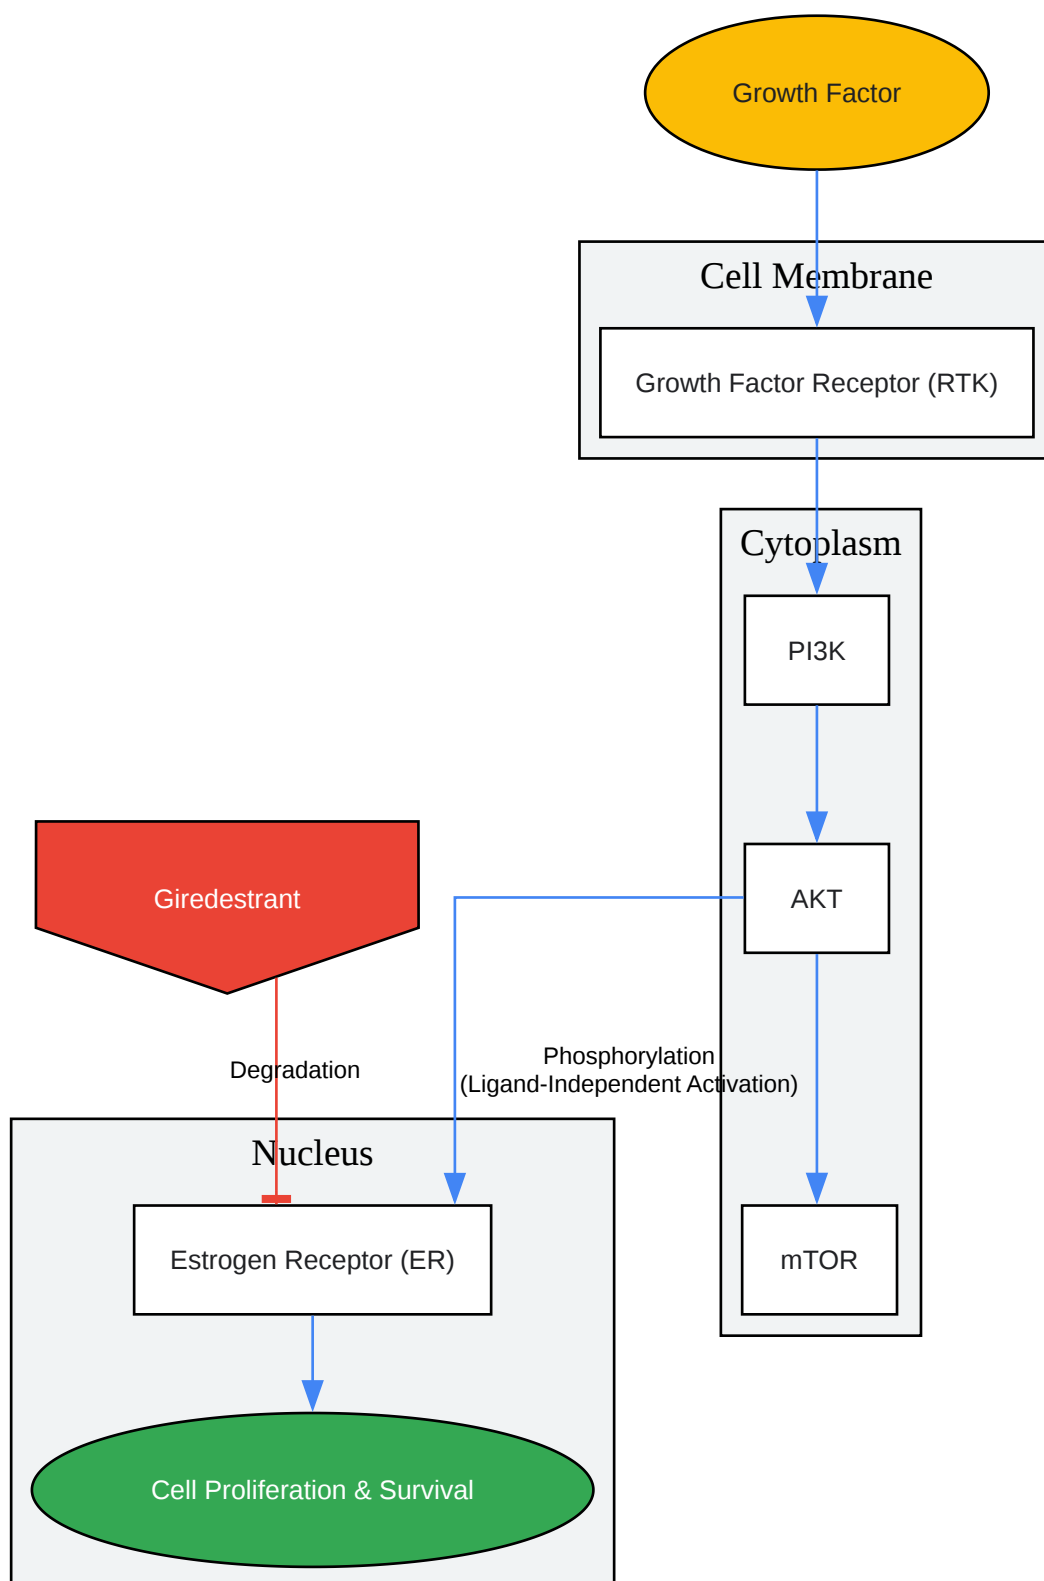 Growth Factor
Cell Membrane
Growth Factor Receptor (RTK)
Cytoplasm
PI3K
Giredestrant
AKT
Degradation
Phosphorylation
(Ligand-Independent Activation)
Nucleus
Estrogen Receptor (ER)
mTOR
Cell Proliferation & Survival